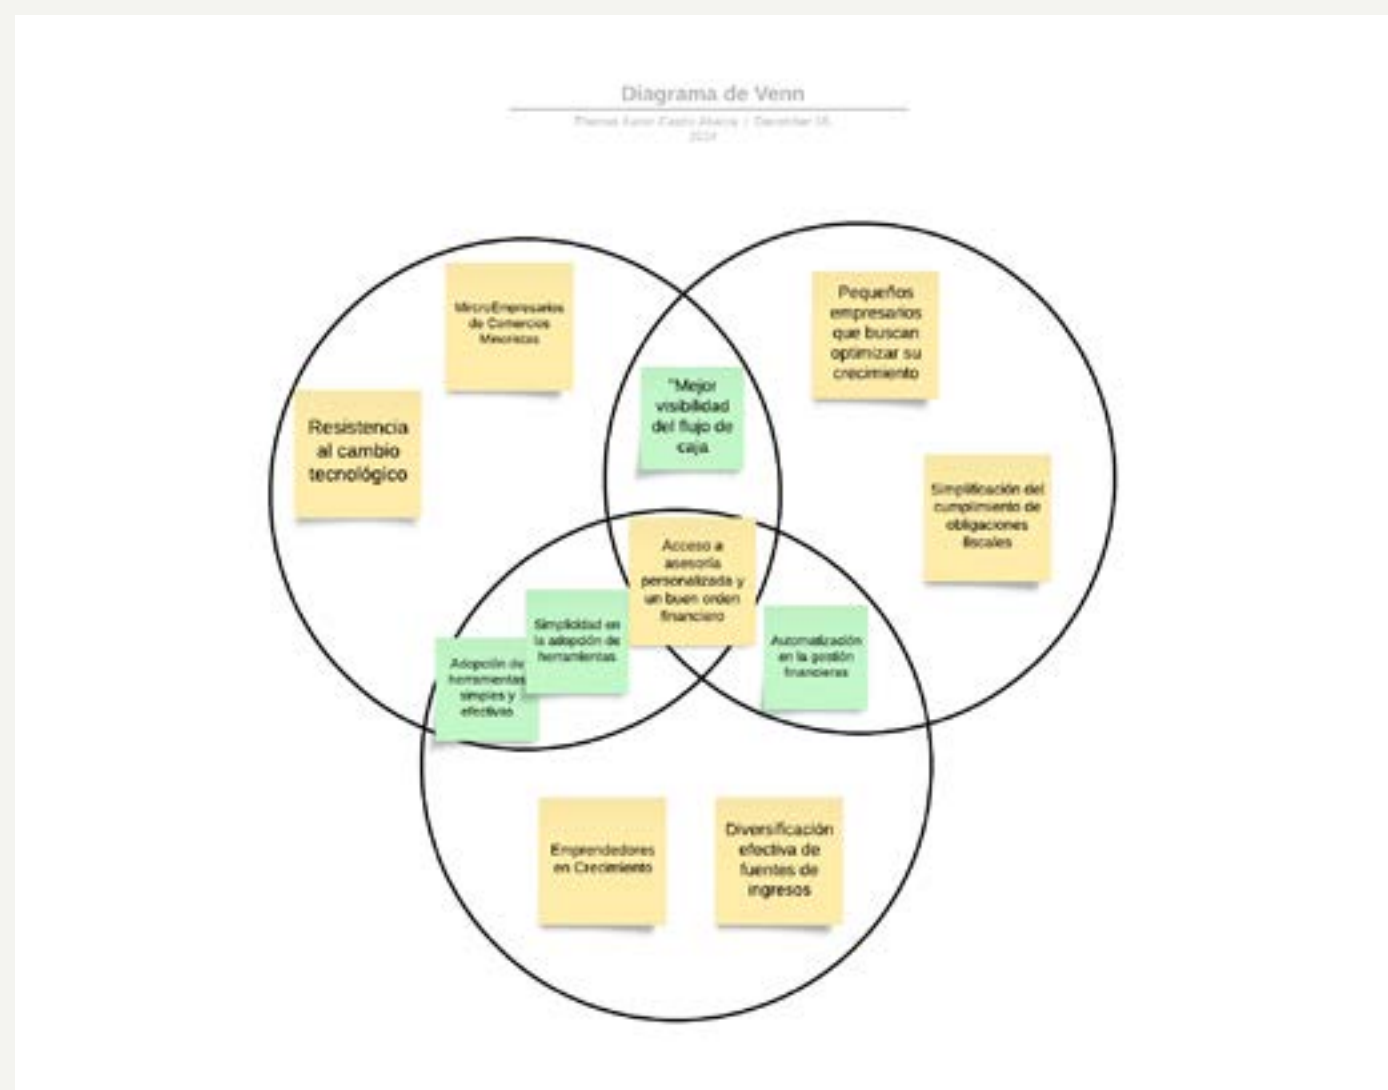 Diagrama de Venn
December
MicroEmpresarios
de Comercios
Minoristas
Pequeños
empresarios
que buscan
optimizar su
crecimiento
"Mejor
visibilidad
del flujo de
caja
Resistencia
al cambio
tecnológico
Simplificación del
cumplimiento de
obligaciones
fiscales
Acceso a
asesoría
personalizada y
un buen orden
financiero
Simplicidad en
la adopción de
herramientas
Adopción de
herramientas
simples y
efectivas
Automatización
en la gestión
financieras
Emprendedores
en Crecimiento
Diversificación
efectiva de
fuentes de
ingresos